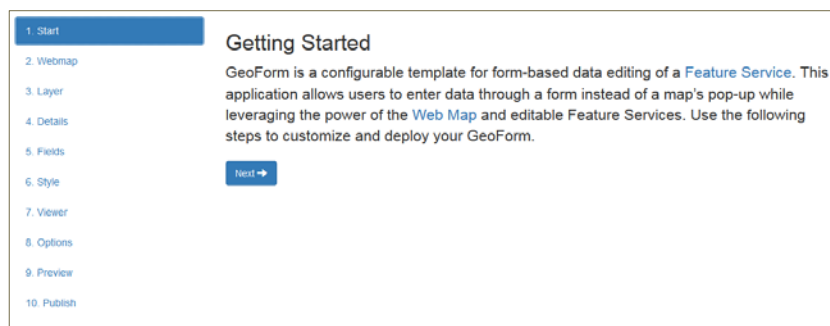 1. Start
2. Webmap
3. Layer
4. Details
5. Fields
6. Style
7. Viewer
8. Options
9. Preview
10. Publish
Getting Started
GeoForm is a configurable template for form-based data editing of a Feature Service. This
application allows users to enter data through a form instead of a map's pop-up while
leveraging the power of the Web Map and editable Feature Services. Use the following
steps to customize and deploy your GeoForm.
Next